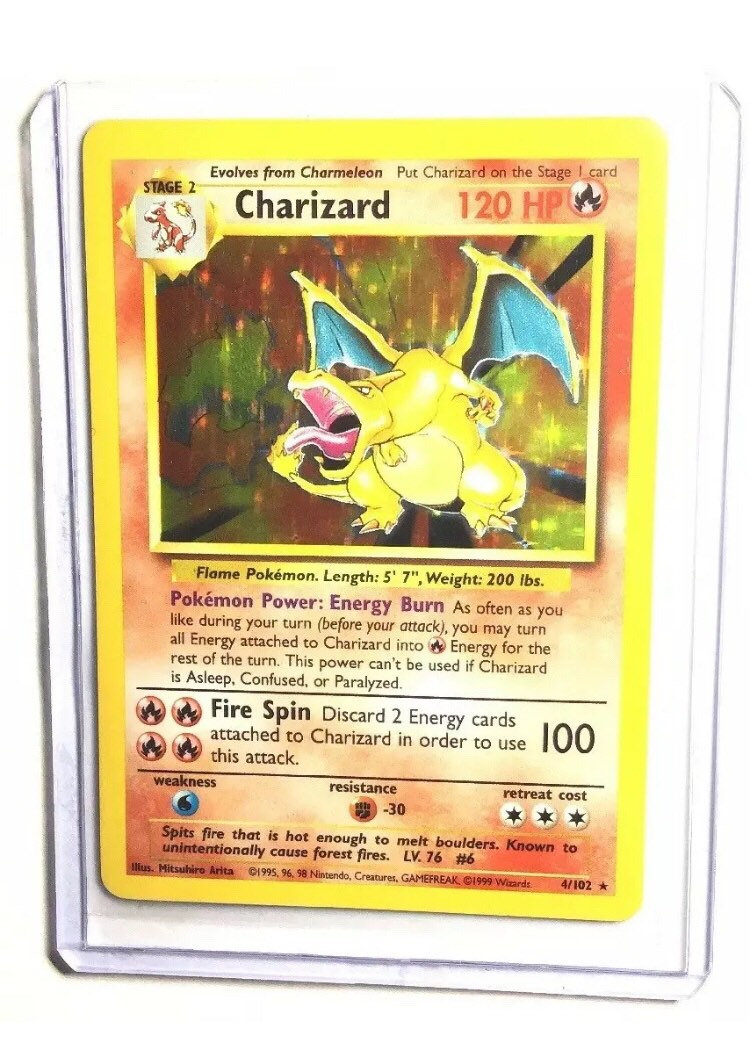 Evolves from Charmeleon Put Charizard on the Stage 1 card
STAGE 2
Charizard 120 HP
Flame Pokémon. Length: 5' 7", Weight: 200 lbs.
Pokémon Power: Energy Burn As often as you
like during your turn (before your attack), you may turn
all Energy attached to Charizard into Energy for the
rest of the turn. This power can't be used if Charizard
is Asleep, Confused, or Paralyzed.
Fire Spin Discard 2 Energy cards
attached to Charizard in order to use 100
this attack.
weakness resistance retreat cost
-30
Spits fire that is hot enough to melt boulders. Known to
unintentionally cause forest fires. LV. 76 #6
Illus. Mitsuhiro Arita ©1995, 96, 98 Nintendo, Creatures, GAMEFREAK. ©1999 Wizards 4/102 ★